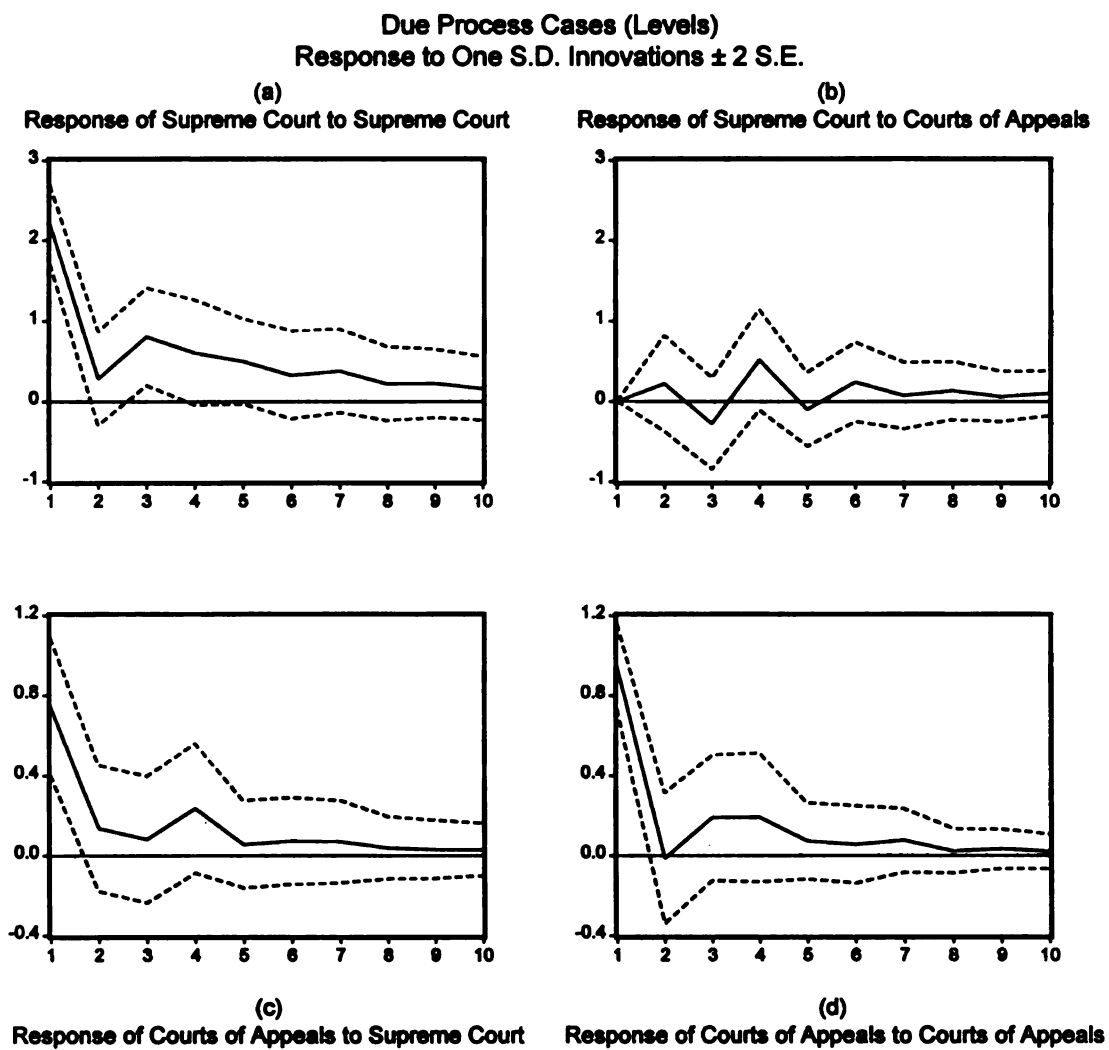 Due Process Cases (Levels)
Response to One S.D. Innovations ± 2 S.E.
(a)
Response of Supreme Court to Supreme Court
3
2
1
0
-1
1 2 3 4 5 6 7 8 9 10
(b)
Response of Supreme Court to Courts of Appeals
3
2
1
0
-1
1 2 3 4 5 6 7 8 9 10
1.2
0.8
0.4
0.0
-0.4
1 2 3 4 5 6 7 8 9 10
(c)
Response of Courts of Appeals to Supreme Court
1.2
0.8
0.4
0.0
-0.4
1 2 3 4 5 6 7 8 9 10
(d)
Response of Courts of Appeals to Courts of Appeals